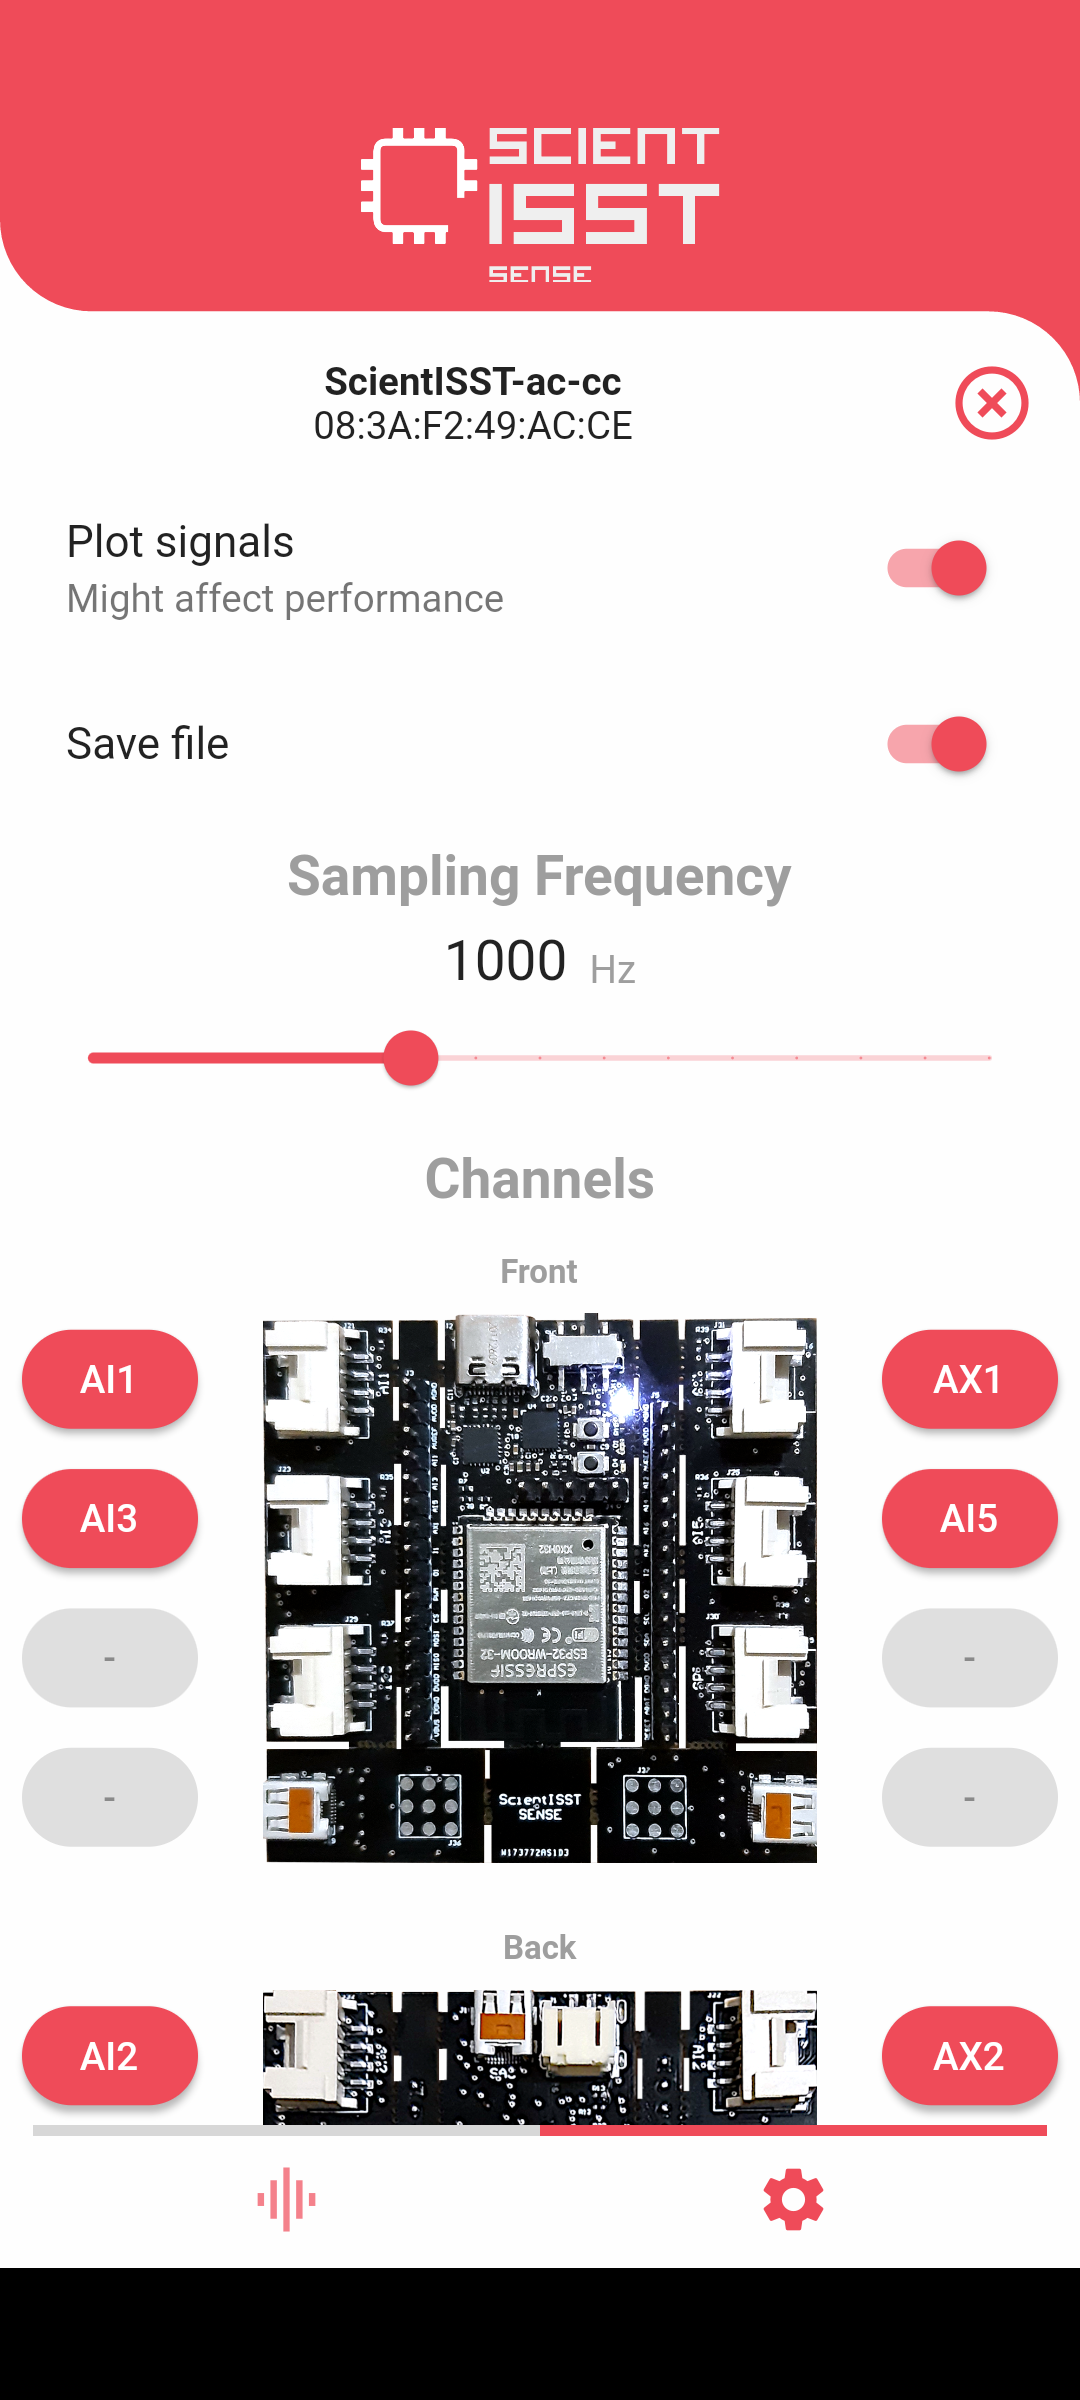 SCIENT
ISST
SENSE
ScientISST-ac-cc
08:3A:F2:49:AC:CE
Plot signals
Might affect performance
Save file
Sampling Frequency
1000 Hz
Channels
Front
AI1
AX1
AI3
AI5
-
-
-
-
ESP32-WROOM-32
ESPRESSIF
ScientISST
SENSE
Back
AI2
AX2